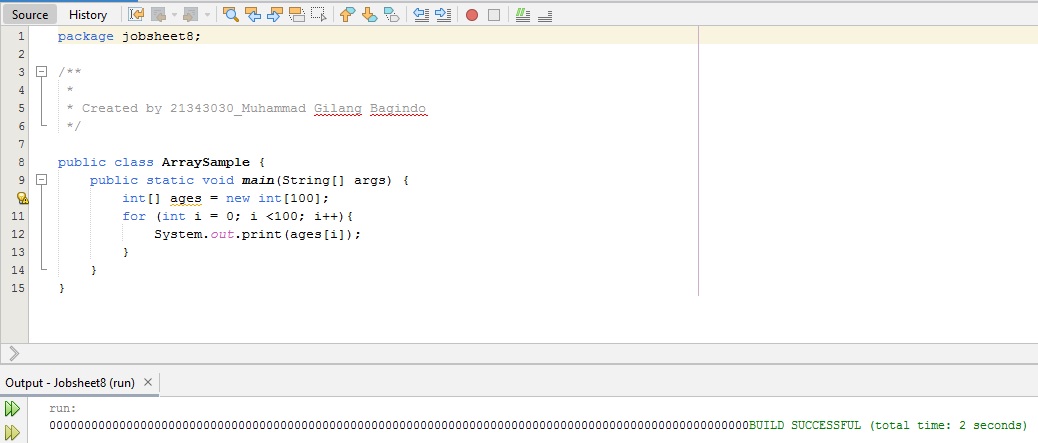 Source History
1 package jobsheet8;
2
3 /**
4 *
5 * Created by 21343030_Muhammad Gilang Bagindo
6 */
7
8 public class ArraySample {
9 public static void main(String[] args) {
int[] ages = new int[100];
11 for (int i = 0; i <100; i++){
12 System.out.print(ages[i]);
13 }
14 }
15 }
Output - Jobsheet8 (run) ×
run:
0000000000000000000000000000000000000000000000000000000000000000000000000000000000000000000000000000BUILD SUCCESSFUL (total time: 2 seconds)